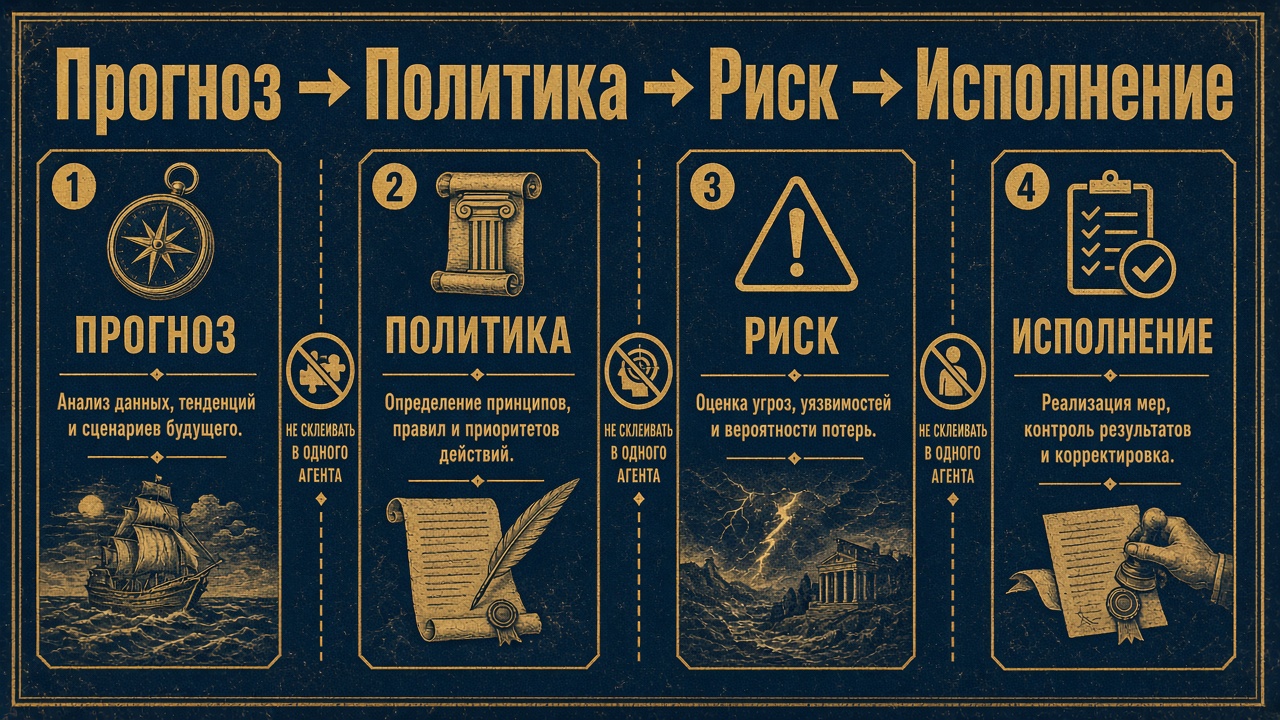 Прогноз → Политика → Риск → Исполнение
1
ПРОГНОЗ
Анализ данных, тенденций
и сценариев будущего.
НЕ СКЛЕИВАТЬ
В ОДНОГО
АГЕНТА
2
ПОЛИТИКА
Определение принципов,
правил и приоритетов
действий.
НЕ СКЛЕИВАТЬ
В ОДНОГО
АГЕНТА
3
РИСК
Оценка угроз, уязвимостей
и вероятности потерь.
НЕ СКЛЕИВАТЬ
В ОДНОГО
АГЕНТА
4
ИСПОЛНЕНИЕ
Реализация мер,
контроль результатов
и корректировка.